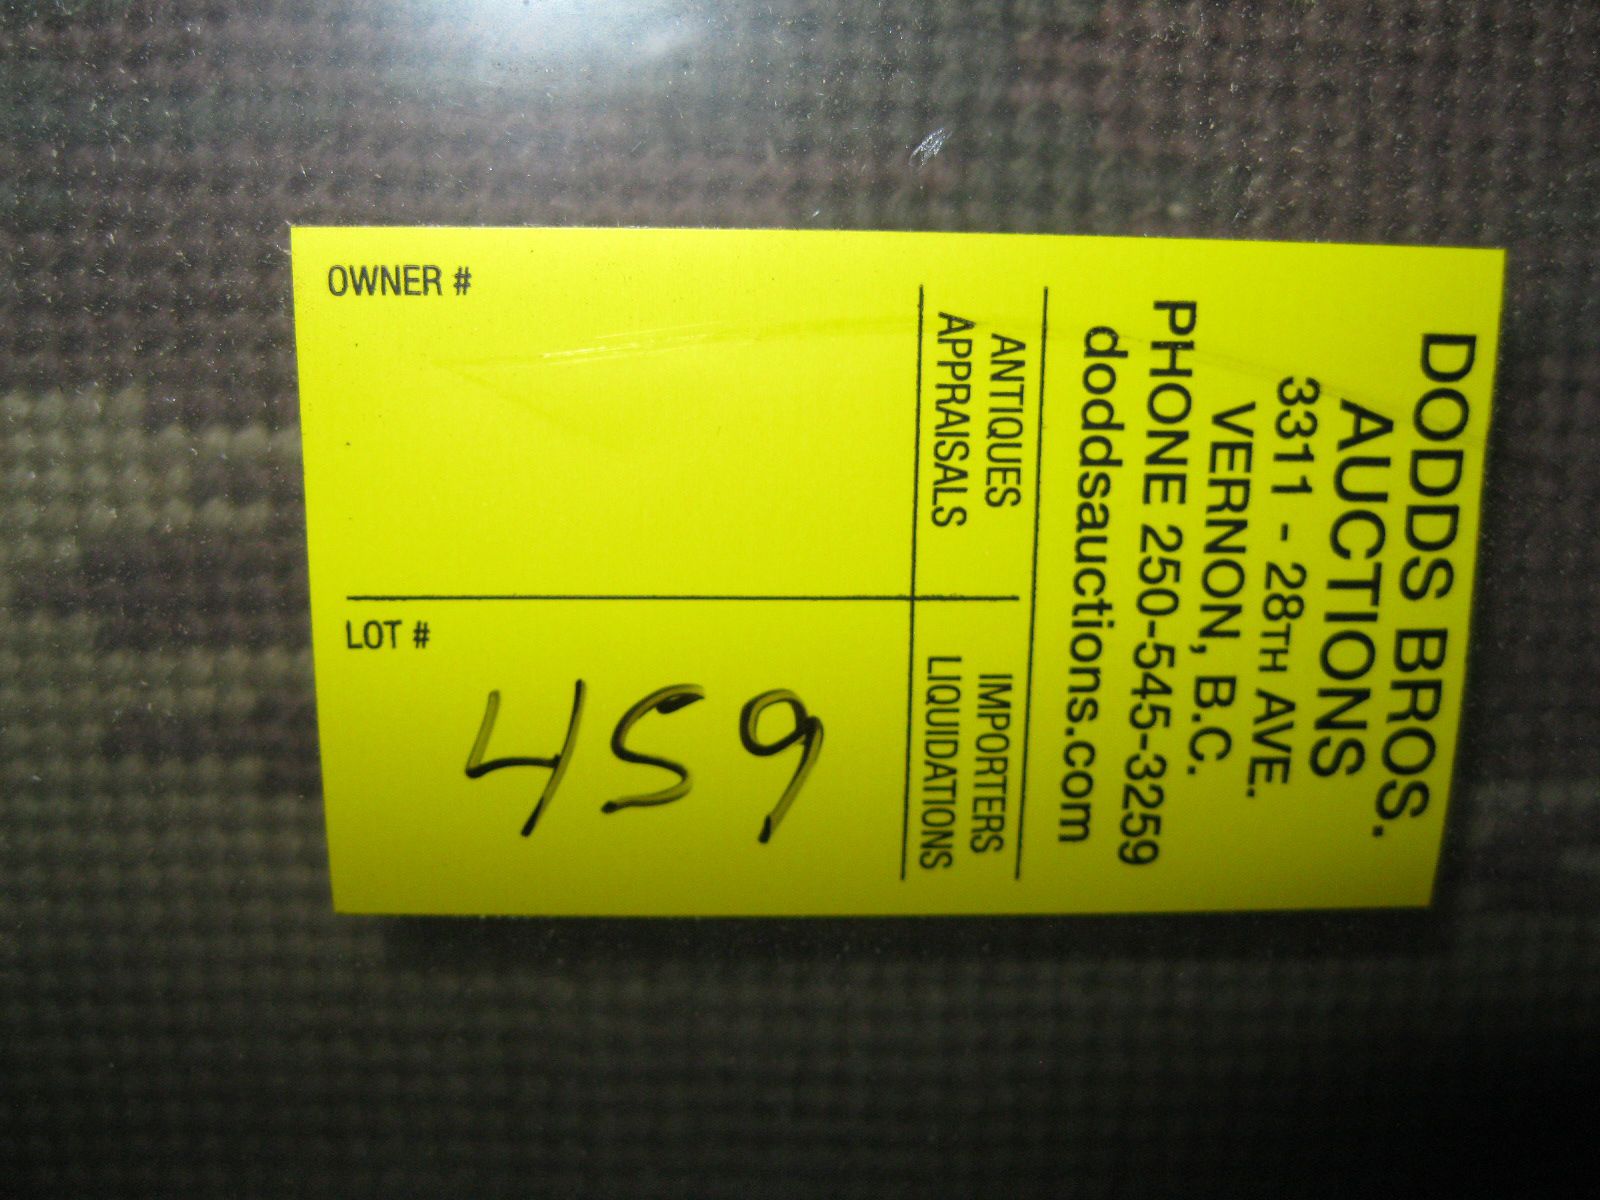 DODDS BROS.
AUCTIONS
3311 - 28TH AVE.
VERNON, B.C.
PHONE 250-545-3259
doddsauctions.com
ANTIQUES
APPRAISALS
IMPORTERS
LIQUIDATIONS
OWNER #
LOT #
459